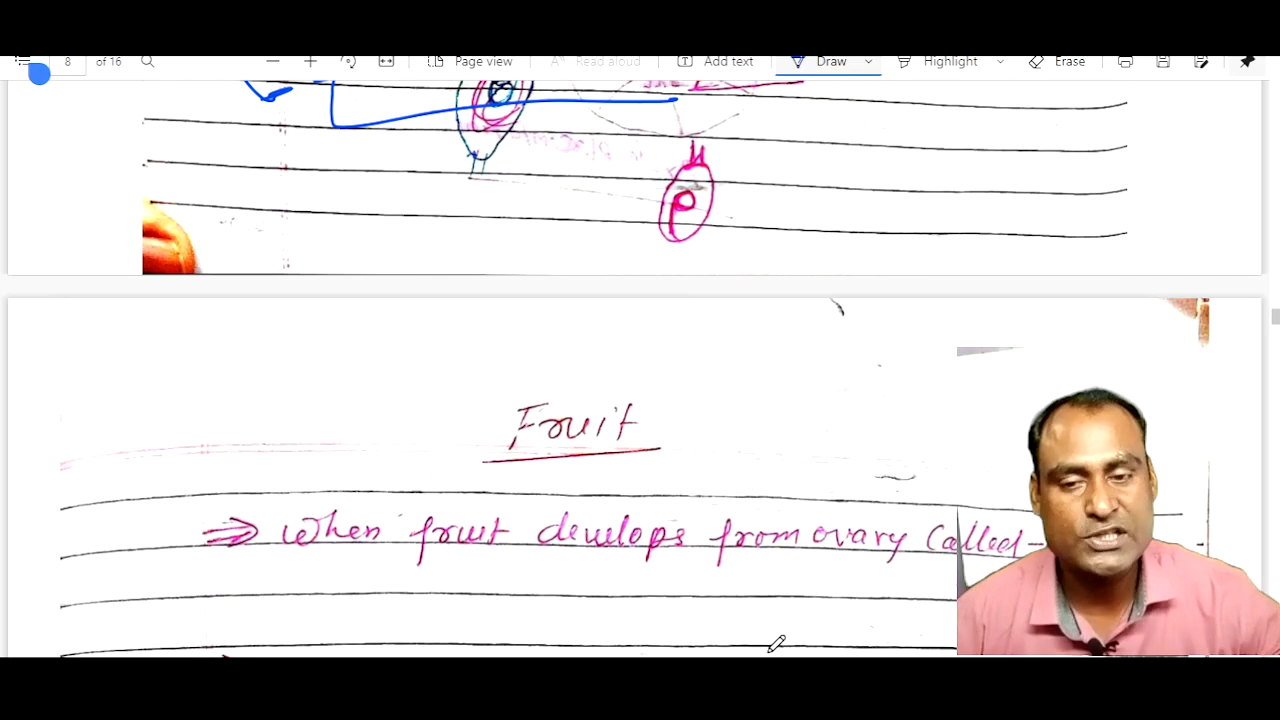 8 of 16 Page view Read aloud Add text Draw Highlight Erase
Fruit
⇒ When fruit develops from ovary Called -